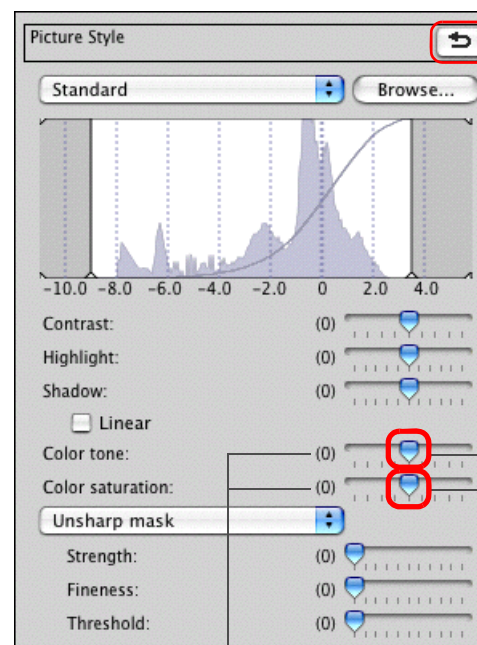 Picture Style
Standard Browse...
-10.0 -8.0 -6.0 -4.0 -2.0 0 2.0 4.0
Contrast: (0)
Highlight: (0)
Shadow: (0)
Linear
Color tone: (0)
Color saturation: (0)
Unsharp mask
Strength: (0)
Fineness: (0)
Threshold: (0)